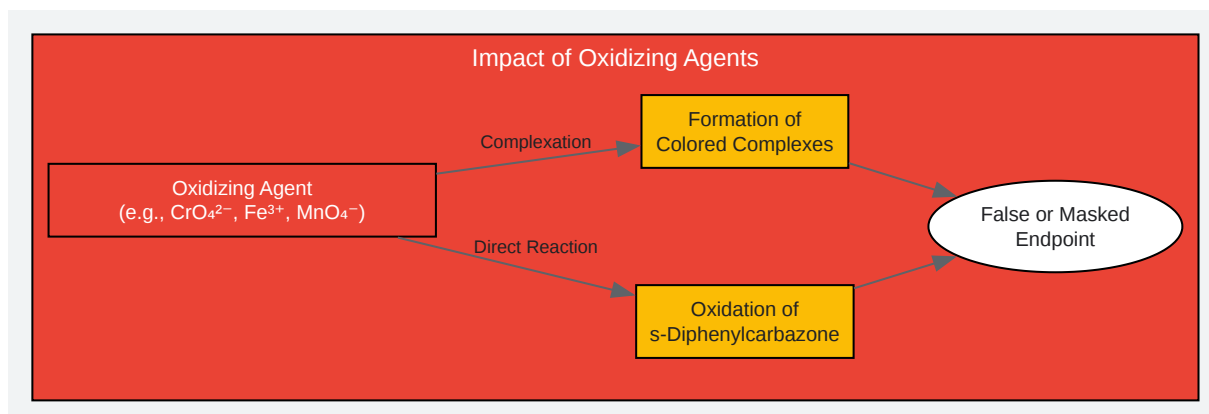 Impact of Oxidizing Agents
Formation of
Colored Complexes
Complexation
Oxidizing Agent
(e.g., CrO₄²⁻, Fe³⁺, MnO₄⁻)
False or Masked
Endpoint
Direct Reaction
Oxidation of
s-Diphenylcarbazone